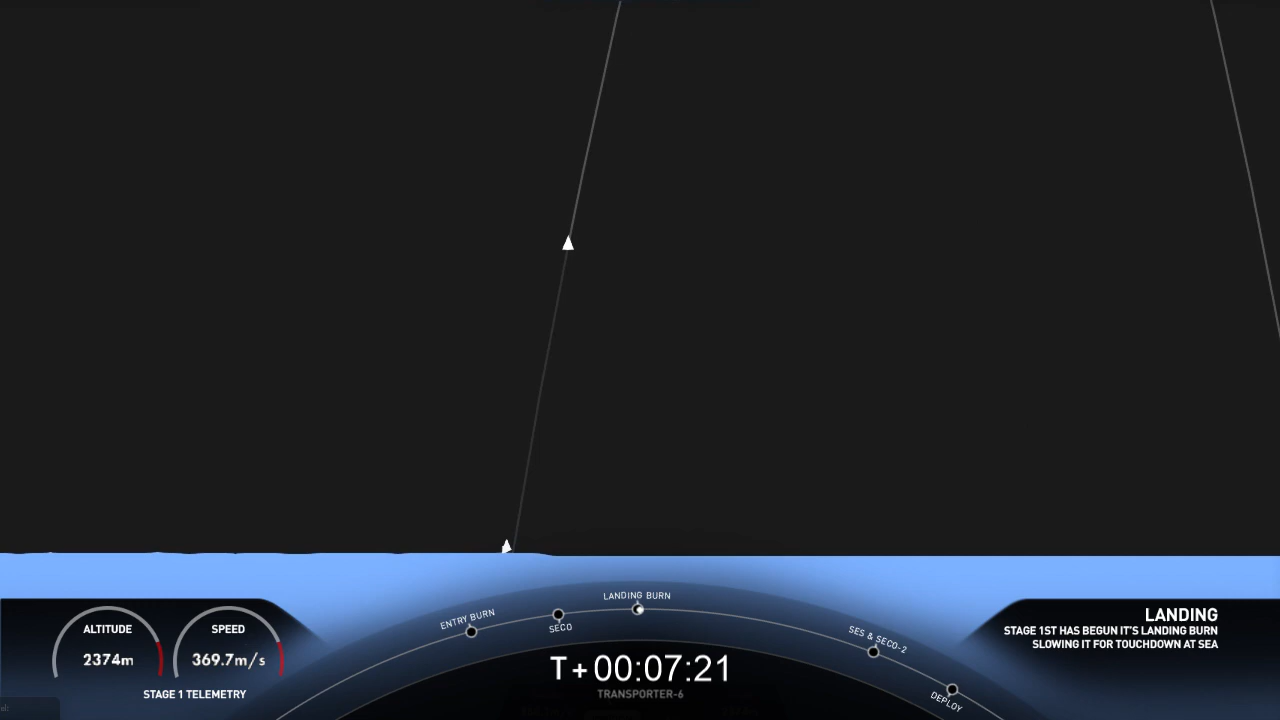 LANDING BURN
ENTRY BURN
SECO
SES & SECO-2
DEPLOY
ALTITUDE
2374m
SPEED
369.7m/s
STAGE 1 TELEMETRY
T+00:07:21
TRANSPORTER-6
LANDING
STAGE 1ST HAS BEGUN IT'S LANDING BURN
SLOWING IT FOR TOUCHDOWN AT SEA